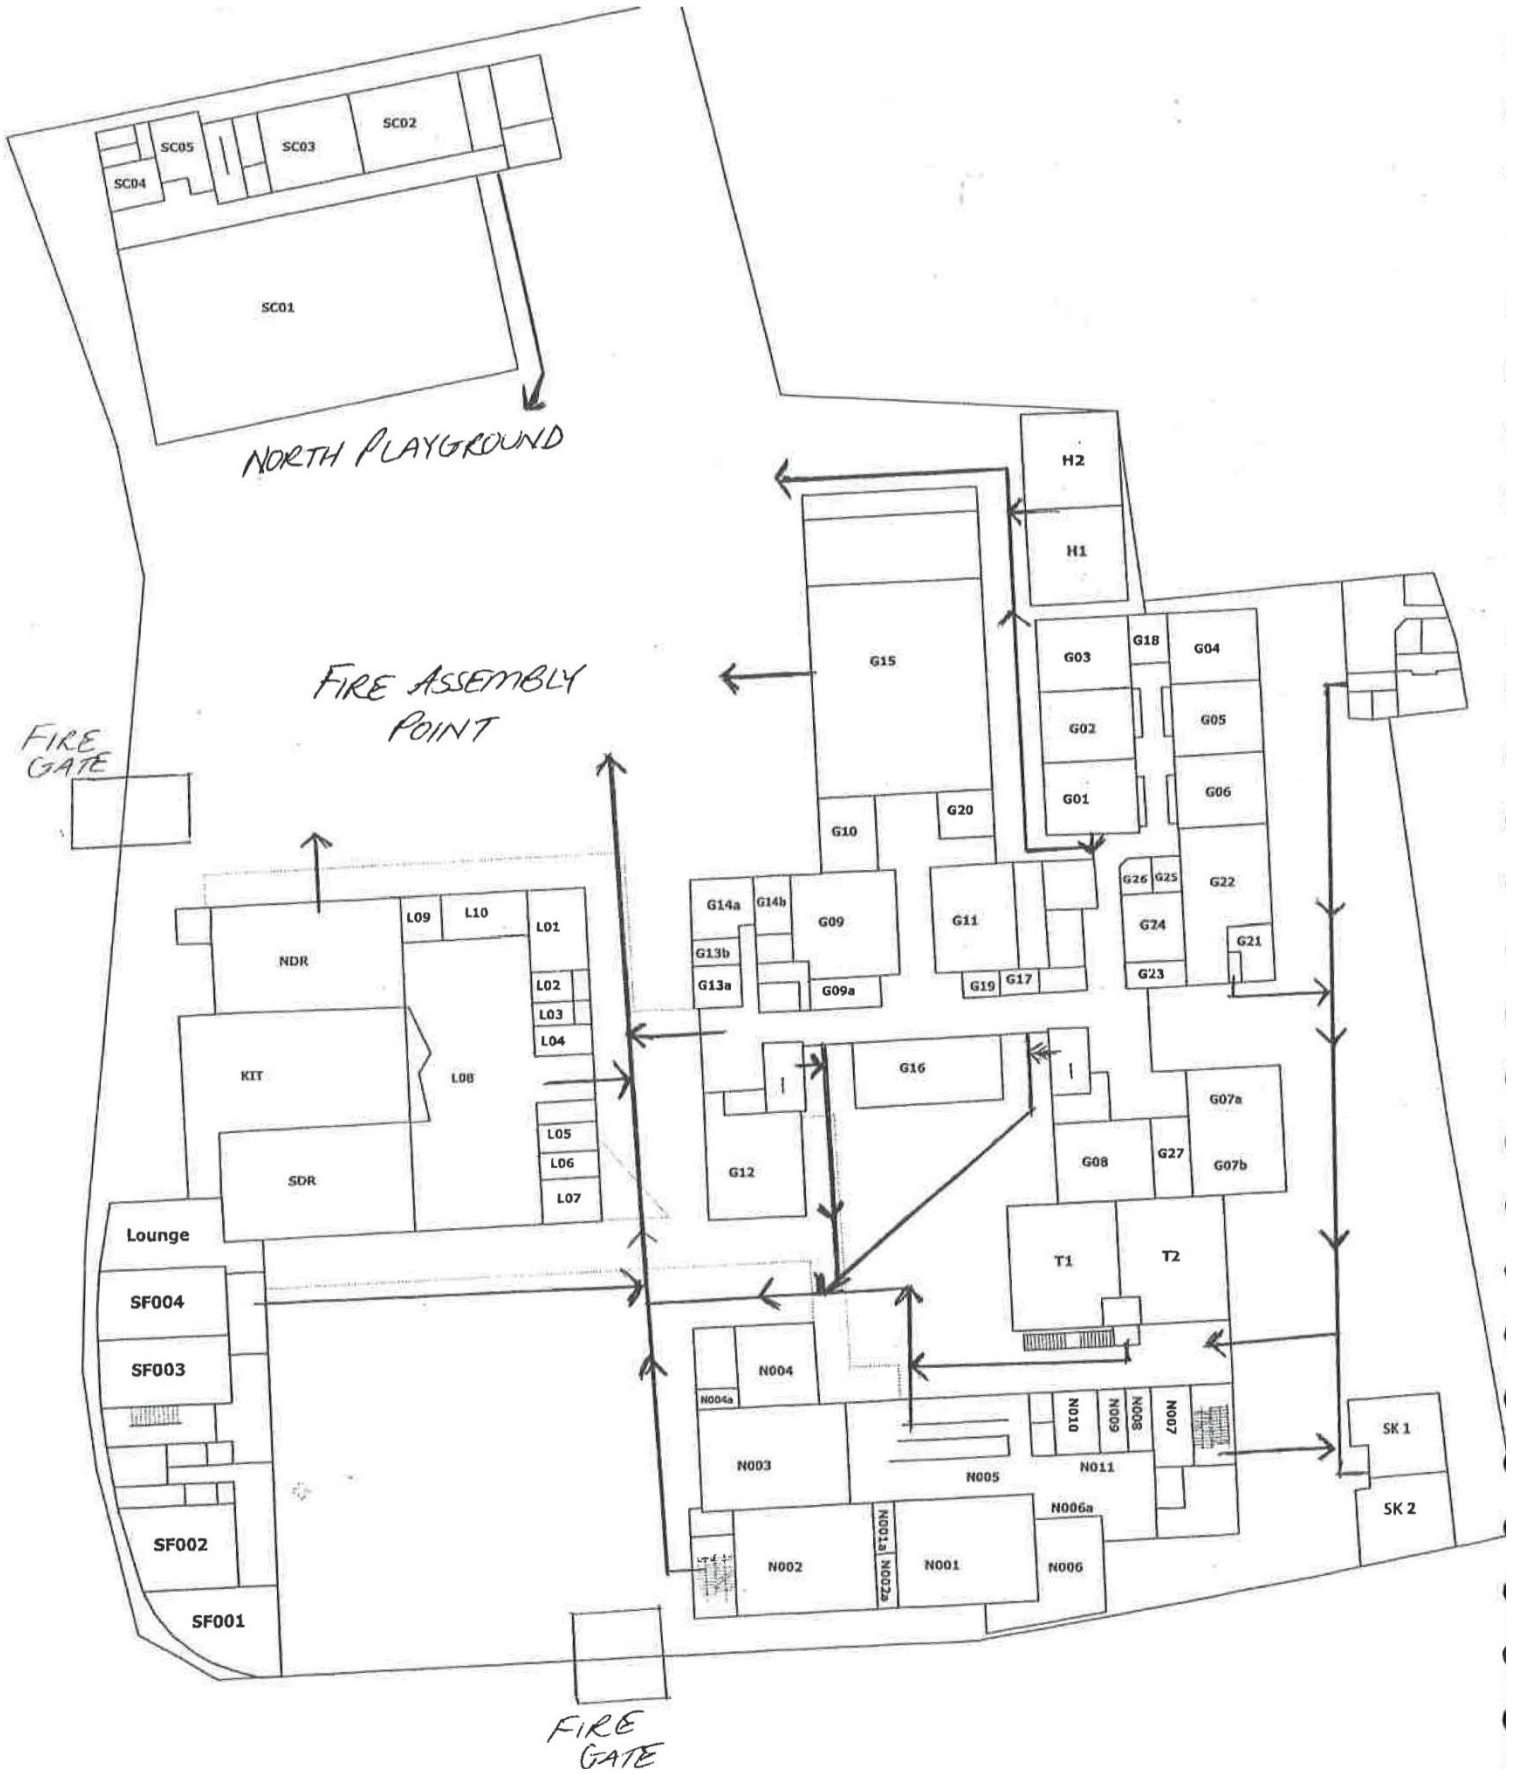 SC02
SC05
SC03
SC04
SC01
NORTH PLAYGROUND
H2
H1
G18
G03
G04
G15
FIRE ASSEMBLY
POINT
G05
G02
FIRE
GATE
G06
G01
G20
G10
G26
G25
G22
G14a
G14b
L09
L10
L01
G09
G11
G24
G21
G13b
NDR
G23
G13a
G09a
G19
G17
L02
L03
L04
KIT
L08
G16
G07a
L05
L06
G08
G27
G07b
SDR
L07
G12
Lounge
T1
T2
SF004
SF003
N004
N004a
N010
N009
N008
N007
SK 1
N003
N005
N011
N006a
SK 2
SF002
N002
N001a
N002a
N001
N006
SF001
FIRE
GATE